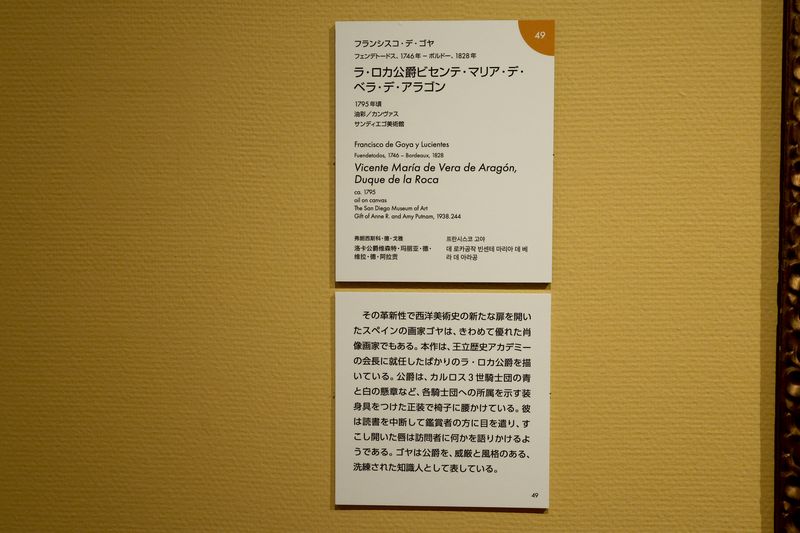 49
フランシスコ・デ・ゴヤ
フェンデトードス、1746年－ボルドー、1828年
ラ・ロカ公爵ビセンテ・マリア・デ・
ベラ・デ・アラゴン
1795年頃
油彩／カンヴァス
サンディエゴ美術館
Francisco de Goya y Lucientes
Fuendetodos, 1746 – Bordeaux, 1828
Vicente María de Vera de Aragón,
Duque de la Roca
ca. 1795
oil on canvas
The San Diego Museum of Art
Gift of Anne R. and Amy Putnam, 1938.244
弗朗西斯科・德・戈雅
洛卡公爵维森特・玛丽亚・德・
维拉・德・阿拉贡
프란시스코 고야
데 로카공작 빈센테 마리아 데 베
라 데 아라공
その革新性で西洋美術史の新たな扉を開い
たスペインの画家ゴヤは、きわめて優れた肖
像画家でもある。本作は、王立歴史アカデミー
の会長に就任したばかりのラ・ロカ公爵を描
いている。公爵は、カルロス3世騎士団の青
と白の懸章など、各騎士団への所属を示す装
身具をつけた正装で椅子に腰かけている。彼
は読書を中断して鑑賞者の方に目を遣り、す
こし開いた唇は訪問者に何かを語りかけるよ
うである。ゴヤは公爵を、威厳と風格のある、
洗練された知識人として表している。
49